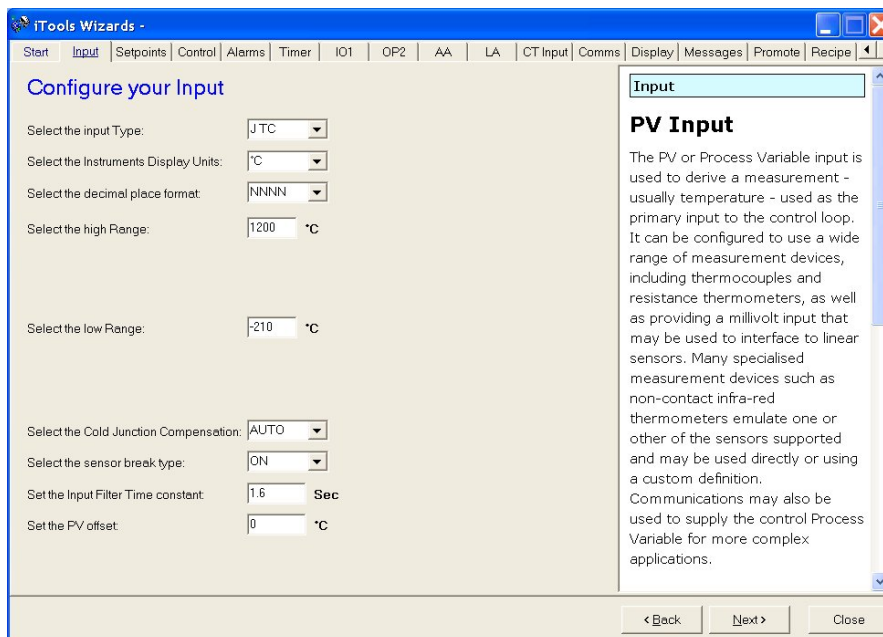 iTools Wizards -
Start Input Setpoints Control Alarms Timer IO1 OP2 AA LA CT Input Comms Display Messages Promote Recipe
Configure your Input
Select the input Type: J TC
Select the Instruments Display Units: °C
Select the decimal place format: NNNN
Select the high Range: 1200 °C
Select the low Range: -210 °C
Select the Cold Junction Compensation: AUTO
Select the sensor break type: ON
Set the Input Filter Time constant: 1.6 Sec
Set the PV offset: 0 °C
Input
PV Input
The PV or Process Variable input is
used to derive a measurement -
usually temperature - used as the
primary input to the control loop.
It can be configured to use a wide
range of measurement devices,
including thermocouples and
resistance thermometers, as well
as providing a millivolt input that
may be used to interface to linear
sensors. Many specialised
measurement devices such as
non-contact infra-red
thermometers emulate one or
other of the sensors supported
and may be used directly or using
a custom definition.
Communications may also be
used to supply the control Process
Variable for more complex
applications.
< Back Next > Close